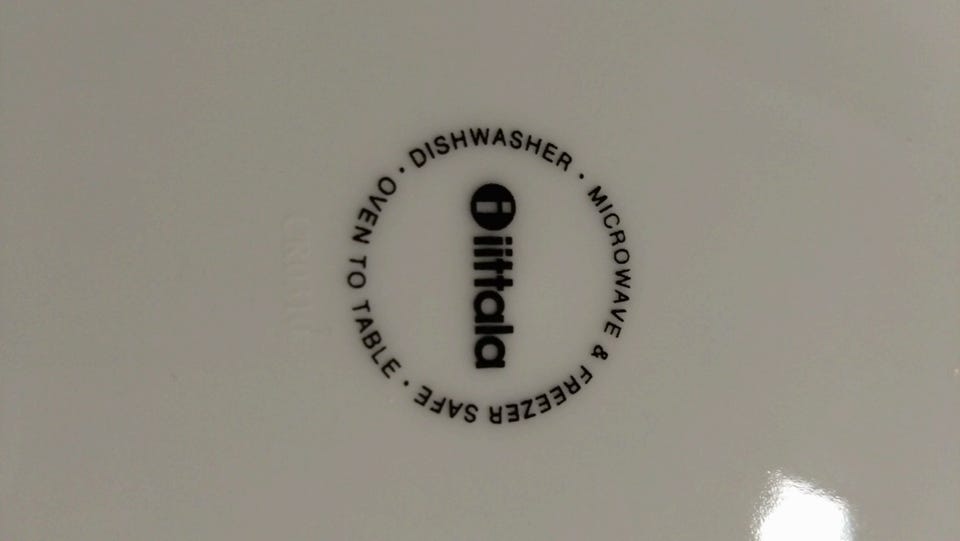 OVEN TO TABLE · DISHWASHER · MICROWAVE & FREEZER SAFE ·
i iittala